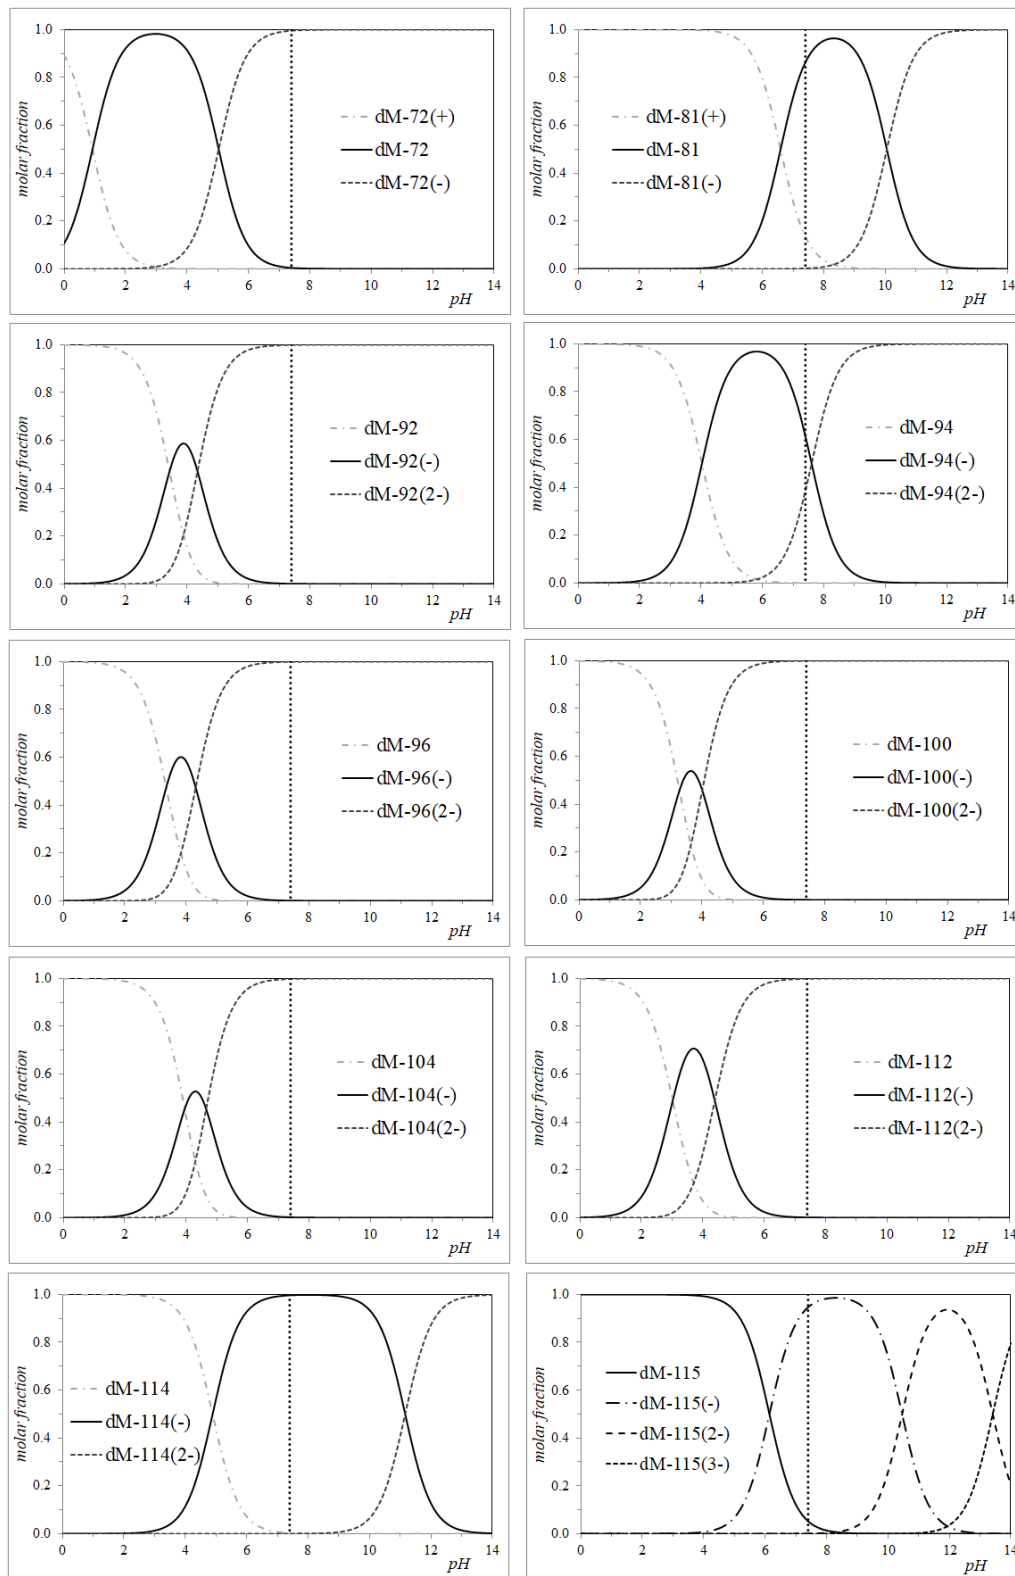 molar fraction
1.0
0.8
0.6
0.4
0.2
0.0
0 2 4 6 8 10 12 14
pH
dM-72(+)
dM-72
dM-72(-)
molar fraction
1.0
0.8
0.6
0.4
0.2
0.0
0 2 4 6 8 10 12 14
pH
dM-81(+)
dM-81
dM-81(-)
molar fraction
1.0
0.8
0.6
0.4
0.2
0.0
0 2 4 6 8 10 12 14
pH
dM-92
dM-92(-)
dM-92(2-)
molar fraction
1.0
0.8
0.6
0.4
0.2
0.0
0 2 4 6 8 10 12 14
pH
dM-94
dM-94(-)
dM-94(2-)
molar fraction
1.0
0.8
0.6
0.4
0.2
0.0
0 2 4 6 8 10 12 14
pH
dM-96
dM-96(-)
dM-96(2-)
molar fraction
1.0
0.8
0.6
0.4
0.2
0.0
0 2 4 6 8 10 12 14
pH
dM-100
dM-100(-)
dM-100(2-)
molar fraction
1.0
0.8
0.6
0.4
0.2
0.0
0 2 4 6 8 10 12 14
pH
dM-104
dM-104(-)
dM-104(2-)
molar fraction
1.0
0.8
0.6
0.4
0.2
0.0
0 2 4 6 8 10 12 14
pH
dM-112
dM-112(-)
dM-112(2-)
molar fraction
1.0
0.8
0.6
0.4
0.2
0.0
0 2 4 6 8 10 12 14
pH
dM-114
dM-114(-)
dM-114(2-)
molar fraction
1.0
0.8
0.6
0.4
0.2
0.0
0 2 4 6 8 10 12 14
pH
dM-115
dM-115(-)
dM-115(2-)
dM-115(3-)